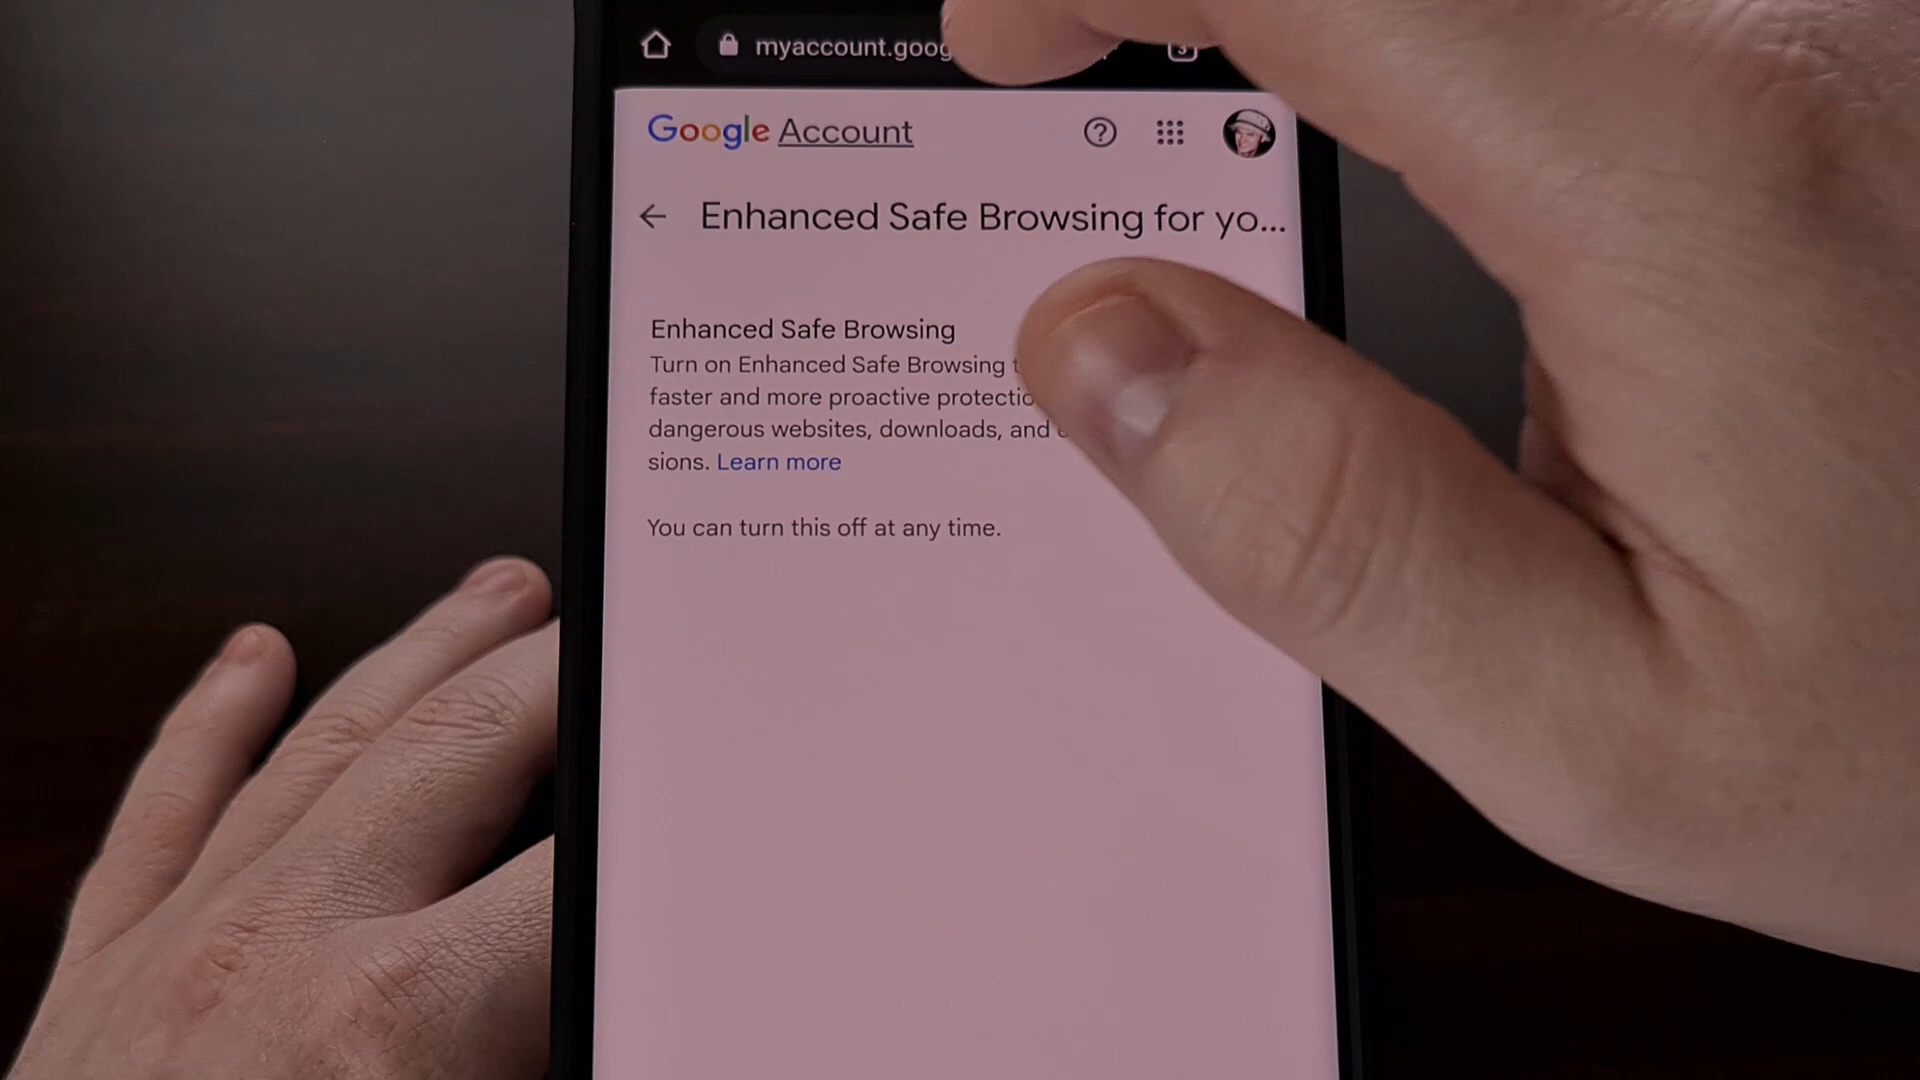 myaccount.goog
3
Google Account
Enhanced Safe Browsing for yo...
Enhanced Safe Browsing
Turn on Enhanced Safe Browsing
faster and more proactive protectio
dangerous websites, downloads, and
sions. Learn more
You can turn this off at any time.